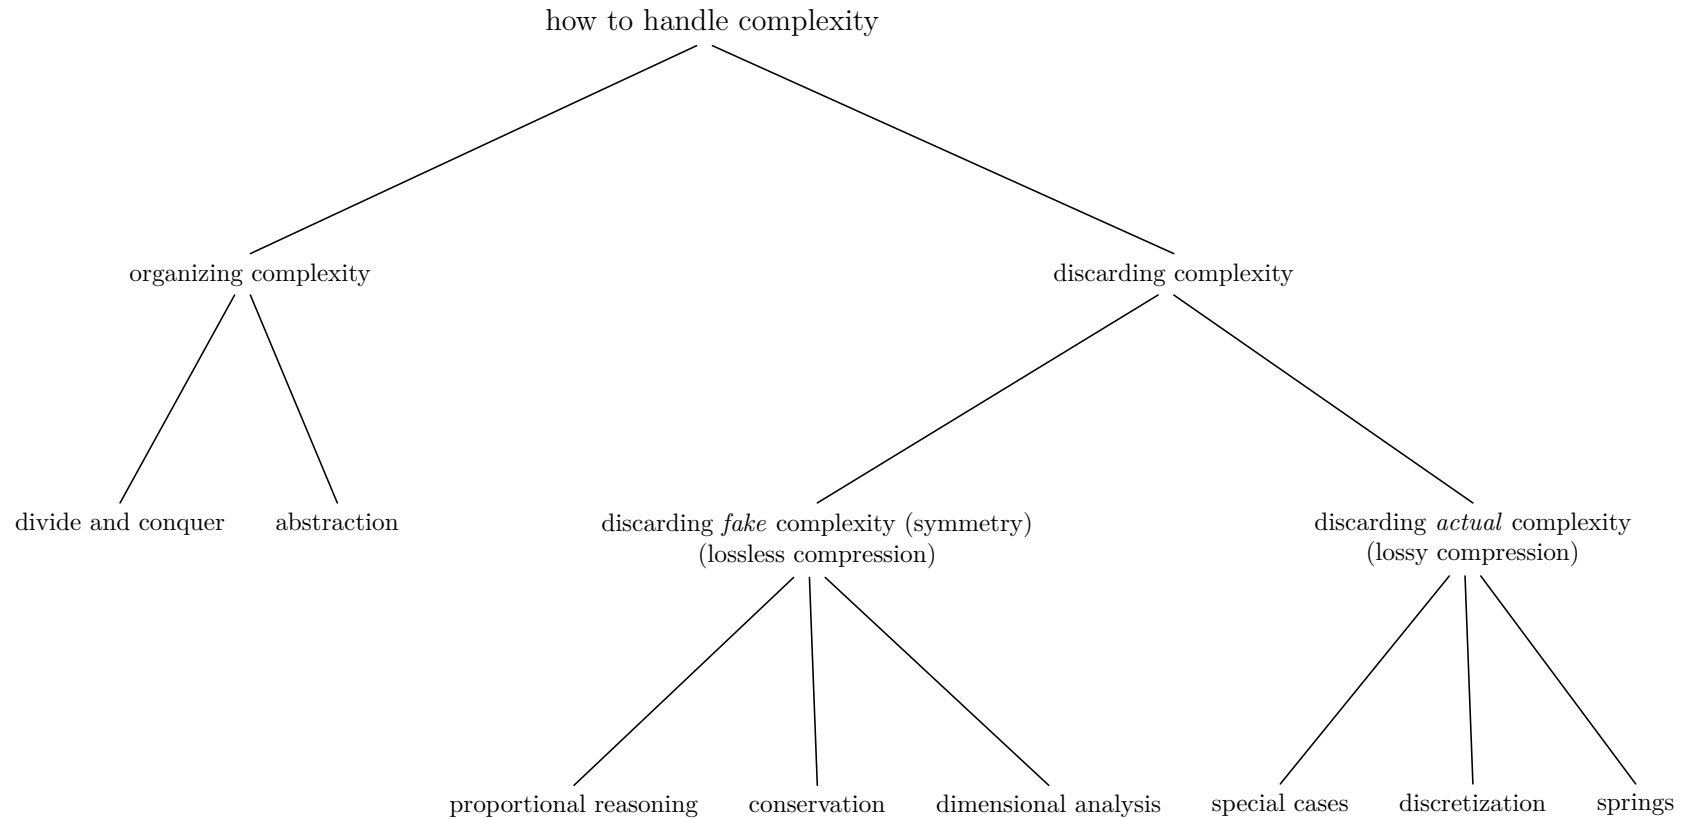 how to handle complexity
organizing complexity
discarding complexity
divide and conquer
abstraction
discarding fake complexity (symmetry)
(lossless compression)
discarding actual complexity
(lossy compression)
proportional reasoning
conservation
dimensional analysis
special cases
discretization
springs